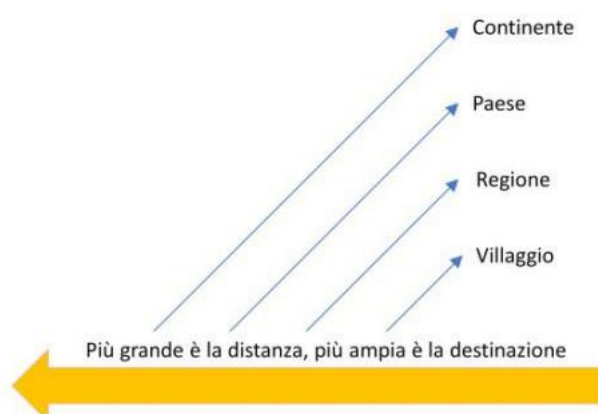 Continente
Paese
Regione
Villaggio
Più grande è la distanza, più ampia è la destinazione